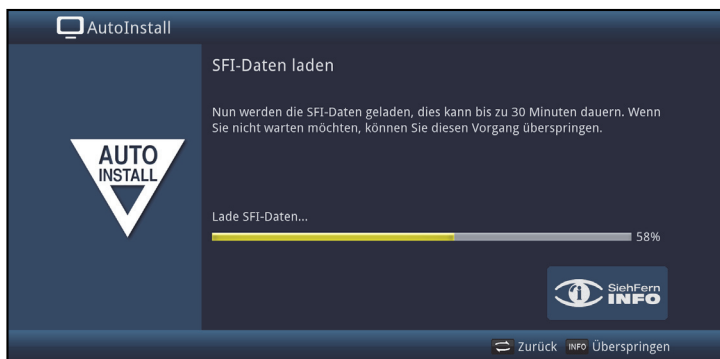 AutoInstall
SFI-Daten laden
Nun werden die SFI-Daten geladen, dies kann bis zu 30 Minuten dauern. Wenn
Sie nicht warten möchten, können Sie diesen Vorgang überspringen.
AUTO
INSTALL
Lade SFI-Daten...
58%
i SiehFern
INFO
Zurück INFO Überspringen